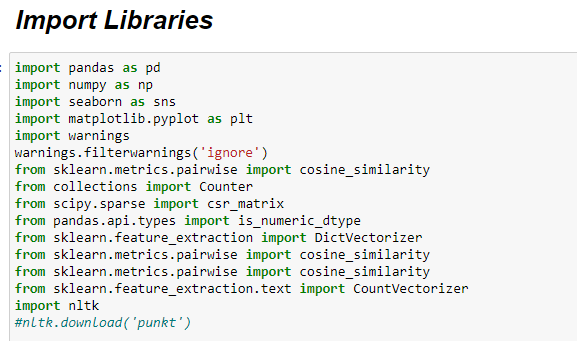 Import Libraries
:
import pandas as pd
import numpy as np
import seaborn as sns
import matplotlib.pyplot as plt
import warnings
warnings.filterwarnings('ignore')
from sklearn.metrics.pairwise import cosine_similarity
from collections import Counter
from scipy.sparse import csr_matrix
from pandas.api.types import is_numeric_dtype
from sklearn.feature_extraction import DictVectorizer
from sklearn.metrics.pairwise import cosine_similarity
from sklearn.metrics.pairwise import cosine_similarity
from sklearn.feature_extraction.text import CountVectorizer
import nltk
#nltk.download('punkt')